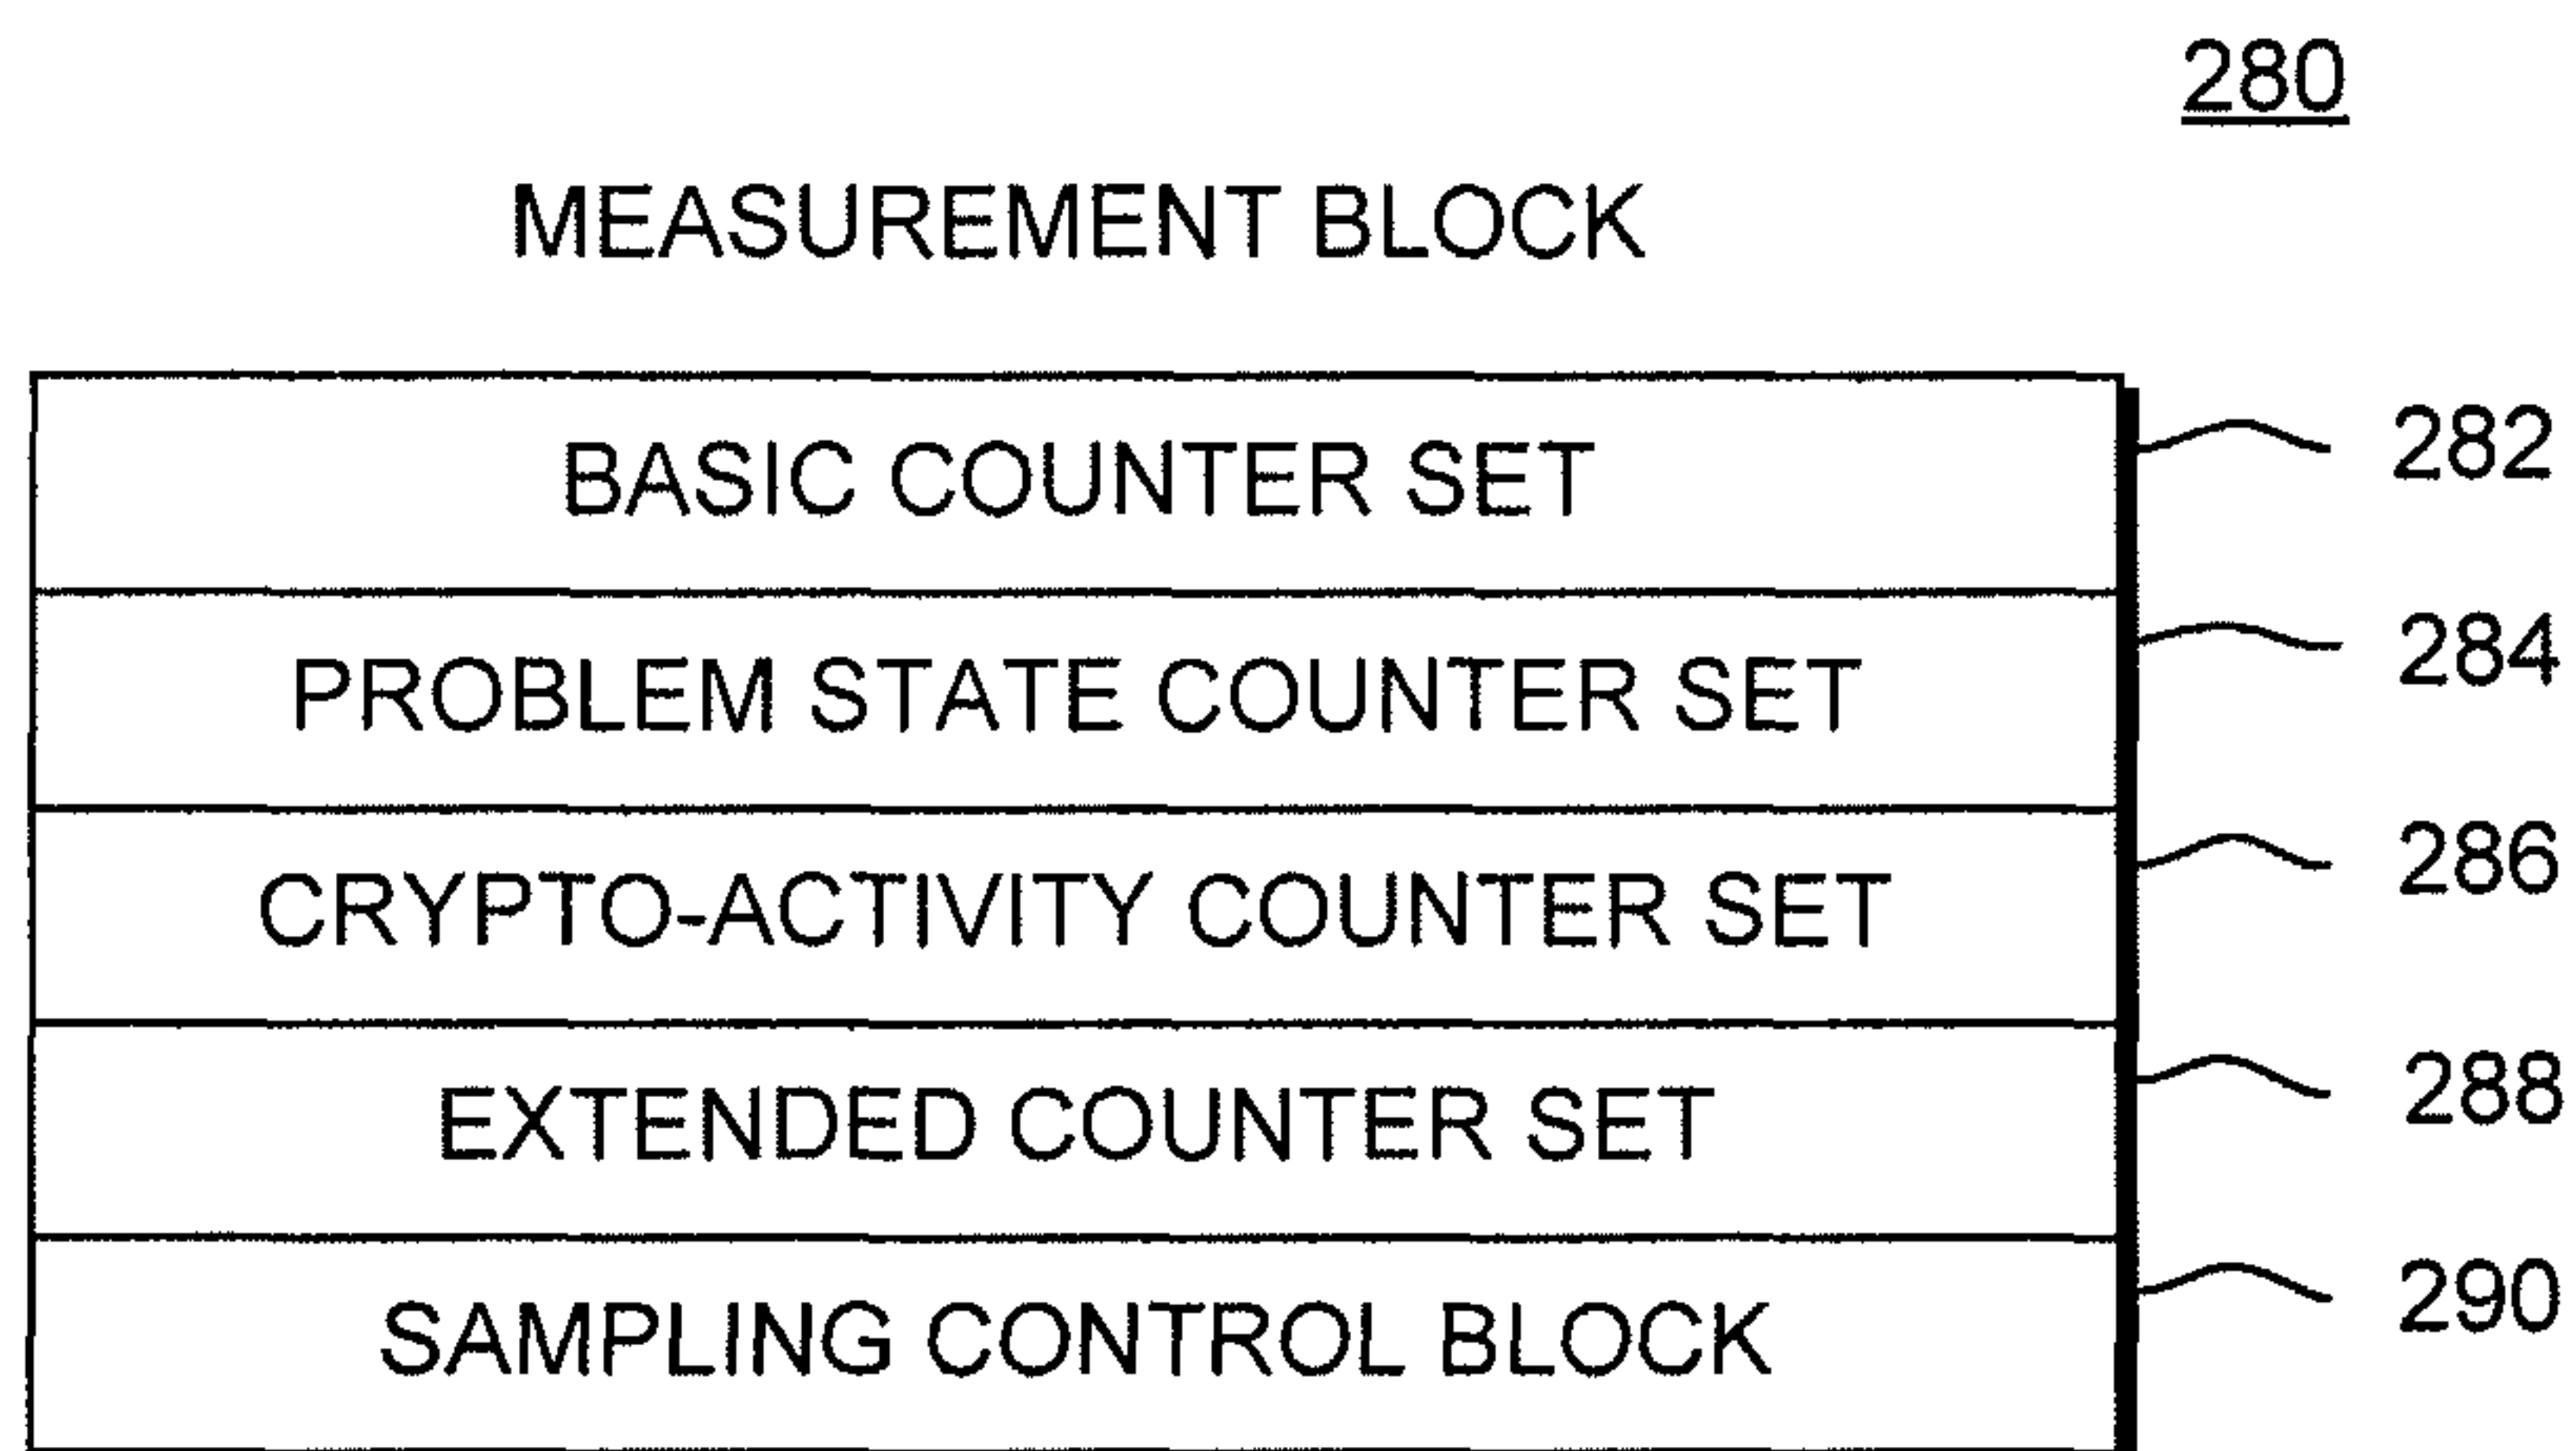 280
MEASUREMENT BLOCK
BASIC COUNTER SET 282
PROBLEM STATE COUNTER SET 284
CRYPTO-ACTIVITY COUNTER SET 286
EXTENDED COUNTER SET 288
SAMPLING CONTROL BLOCK 290